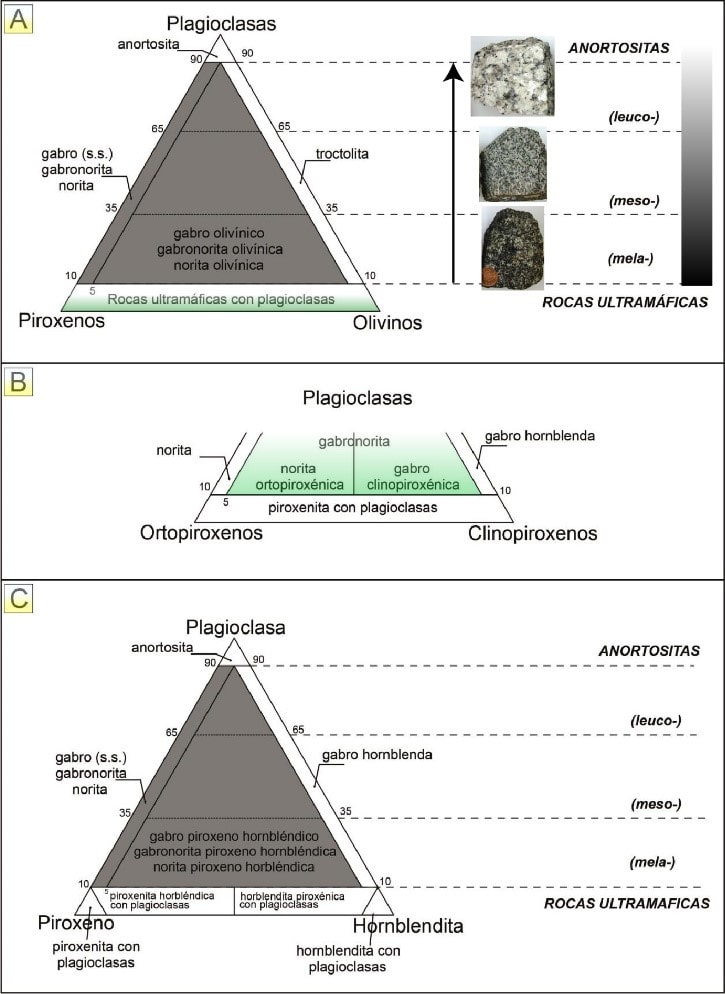 A
Plagioclasas
anortosita
90
90
65
65
gabro (s.s.)
gabronorita
norita
troctolita
35
35
gabro olivínico
gabronorita olivínica
norita olivínica
10
5
10
Rocas ultramáficas con plagioclasas
Piroxenos
Olivinos
ANORTOSITAS
(leuco-)
(meso-)
(mela-)
ROCAS ULTRAMÁFICAS
B
Plagioclasas
gabronorita
gabro hornblenda
norita
norita
ortopiroxénica
gabro
clinopiroxénica
10
5
10
piroxenita con plagioclasas
Ortopiroxenos
Clinopiroxenos
C
Plagioclasa
anortosita
90
90
65
65
gabro (s.s.)
gabronorita
norita
gabro hornblenda
35
35
gabro piroxeno hornbléndico
gabronorita piroxeno hornbléndica
norita piroxeno horbléndica
10
5
10
piroxenita horbléndica
con plagioclasas
horblendita piroxénica
con plagioclasas
Piroxeno
Hornblendita
piroxenita con
plagioclasas
hornblendita con
plagioclasas
ANORTOSITAS
(leuco-)
(meso-)
(mela-)
ROCAS ULTRAMAFICAS